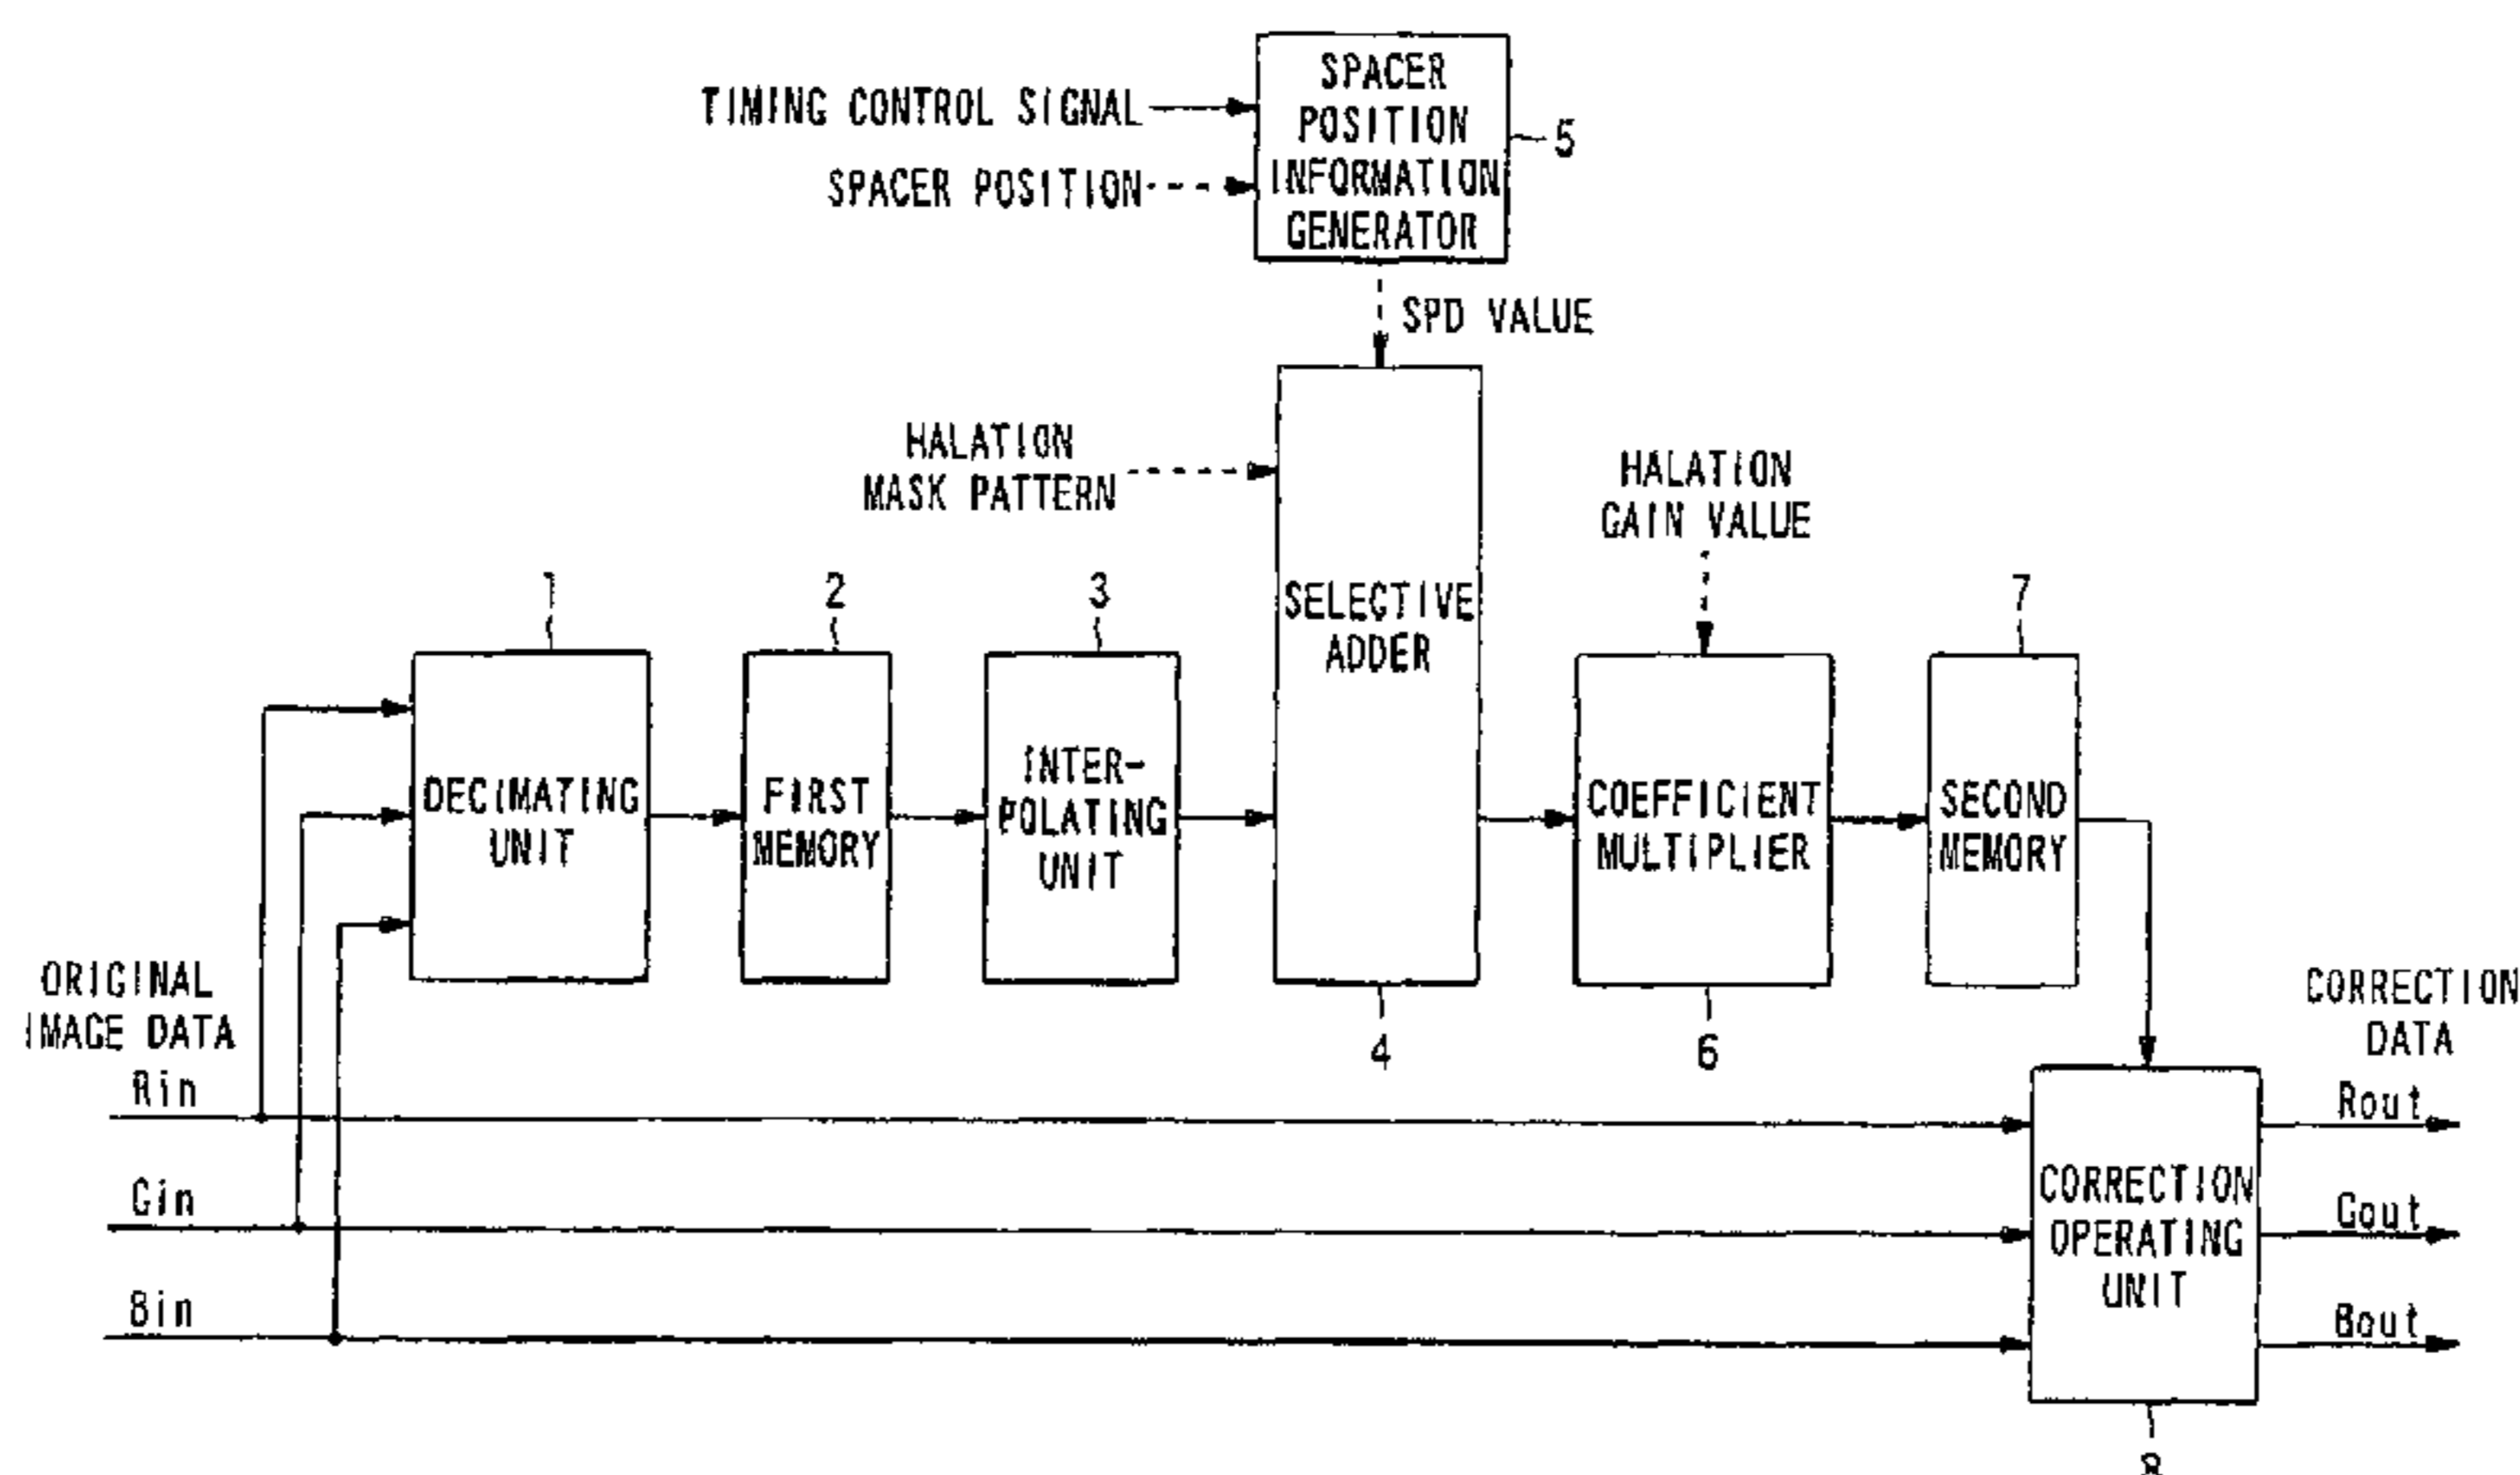 SPACER
POSITION
INFORMATION
GENERATOR
5
TIMING CONTROL SIGNAL
SPACER POSITION
SPD VALUE
HALATION
MASK PATTERN
HALATION
GAIN VALUE
1
2
3
7
SELECTIVE
ADDER
DECIMATING
UNIT
FIRST
MEMORY
INTER-
POLATING
UNIT
COEFFICIENT
MULTIPLIER
SECOND
MEMORY
4
6
ORIGINAL
IMAGE DATA
CORRECTION
DATA
Rin
Gin
Bin
CORRECTION
OPERATING
UNIT
Rout
Gout
Bout
8